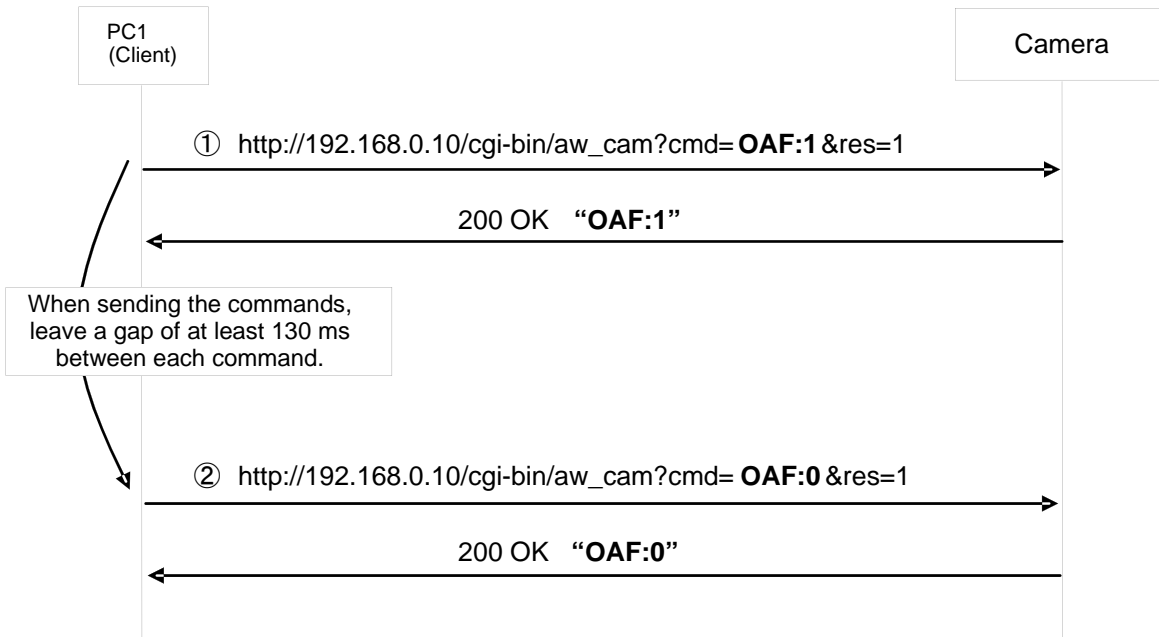 PC1
(Client)
Camera
① http://192.168.0.10/cgi-bin/aw_cam?cmd= OAF:1 &res=1
200 OK “OAF:1”
When sending the commands,
leave a gap of at least 130 ms
between each command.
② http://192.168.0.10/cgi-bin/aw_cam?cmd= OAF:0 &res=1
200 OK “OAF:0”